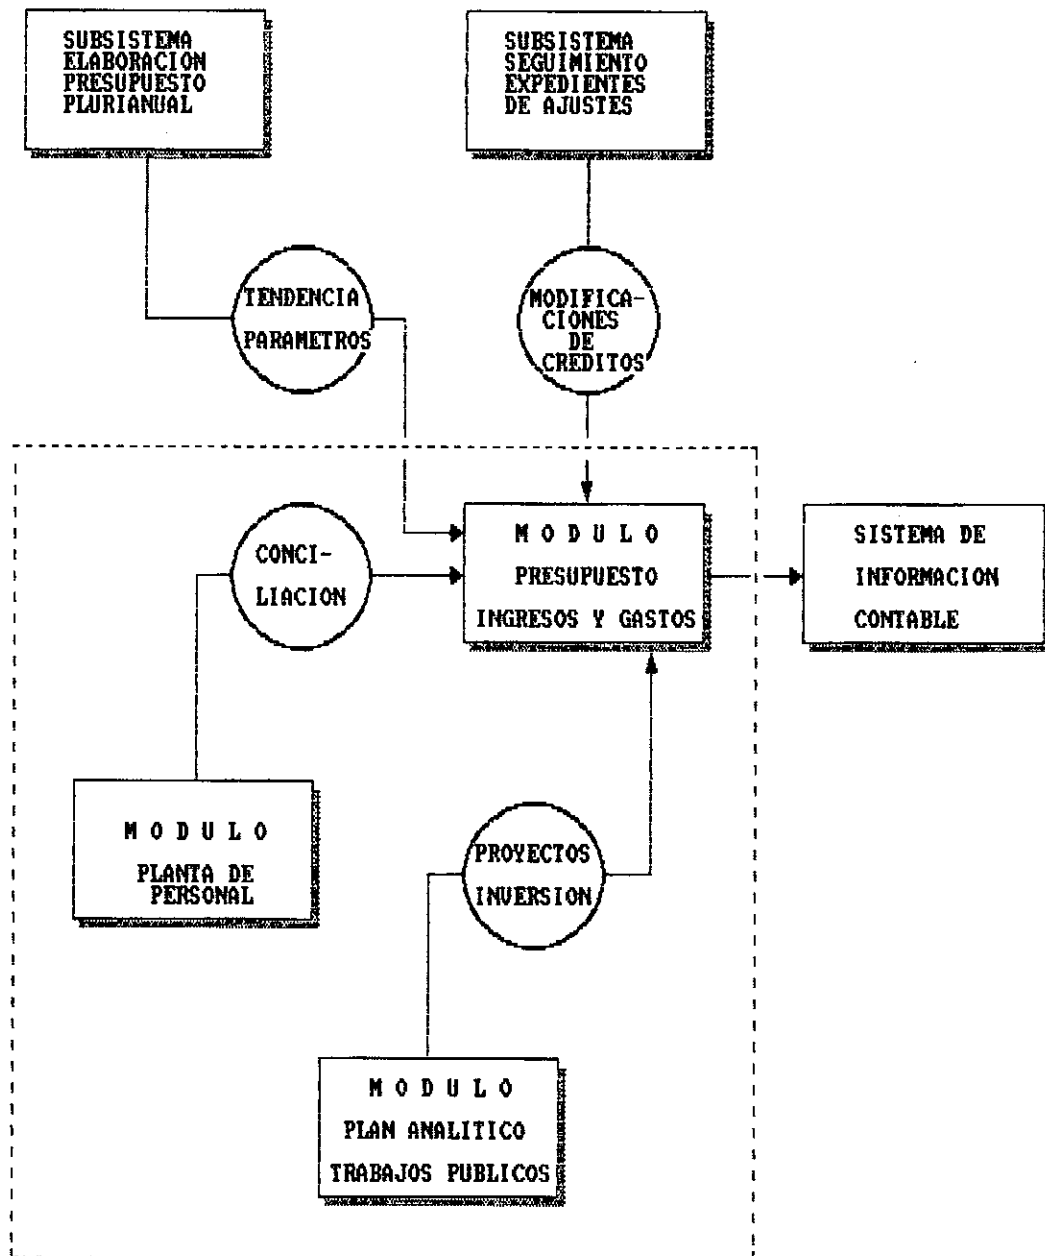 SUBSISTEMA
ELABORACION
PRESUPUESTO
PLURIANUAL
SUBSISTEMA
SEGUIMIENTO
EXPEDIENTES
DE AJUSTES
TENDENCIA
PARAMETROS
MODIFICA-
CIONES
DE
CREDITOS
CONCI-
LIACION
M O D U L O
PRESUPUESTO
INGRESOS Y GASTOS
SISTEMA DE
INFORMACION
CONTABLE
M O D U L O
PLANTA DE
PERSONAL
PROYECTOS
INVERSION
M O D U L O
PLAN ANALITICO
TRABAJOS PUBLICOS